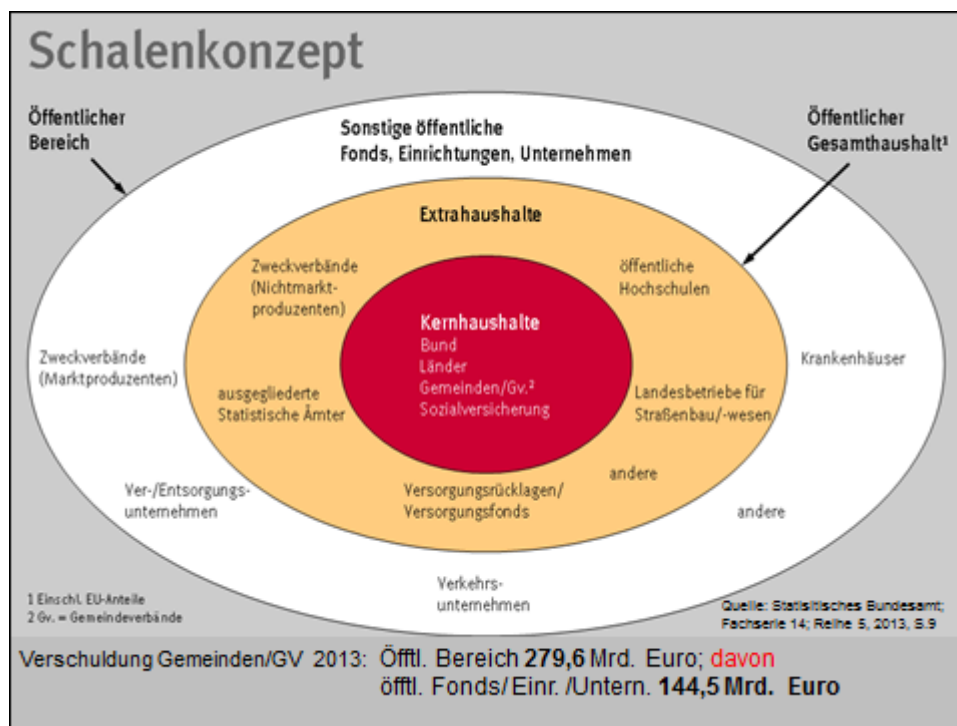 Schalenkonzept
Öffentlicher
Bereich
Öffentlicher
Gesamthaushalt¹
Sonstige öffentliche
Fonds, Einrichtungen, Unternehmen
Extrahaushalte
Zweckverbände
(Nichtmarkt-
produzenten)
öffentliche
Hochschulen
Kernhaushalte
Bund
Länder
Gemeinden/Gv.²
Sozialversicherung
Zweckverbände
(Marktproduzenten)
Krankenhäuser
ausgegliederte
Statistische Ämter
Landesbetriebe für
Straßenbau/-wesen
andere
Versorgungsrücklagen/
Versorgungsfonds
Ver-/Entsorgungs-
unternehmen
andere
Verkehrs-
unternehmen
1 Einschl. EU-Anteile
2 Gv. = Gemeindeverbände
Quelle: Statisitisches Bundesamt;
Fachserie 14; Reihe 5, 2013, S.9
Verschuldung Gemeinden/GV 2013: Öfftl. Bereich 279,6 Mrd. Euro; davon
öfftl. Fonds/Einr./Untern. 144,5 Mrd. Euro